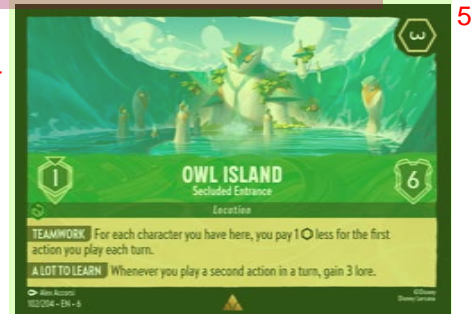 5
3
1
OWL ISLAND
6
Secluded Entrance
Location
TEAMWORK For each character you have here, you pay 1 less for the first
action you play each turn.
A LOT TO LEARN Whenever you play a second action in a turn, gain 3 lore.
Alex Accorsi
©Disney
102/204 - EN - 6
Disney Lorcana